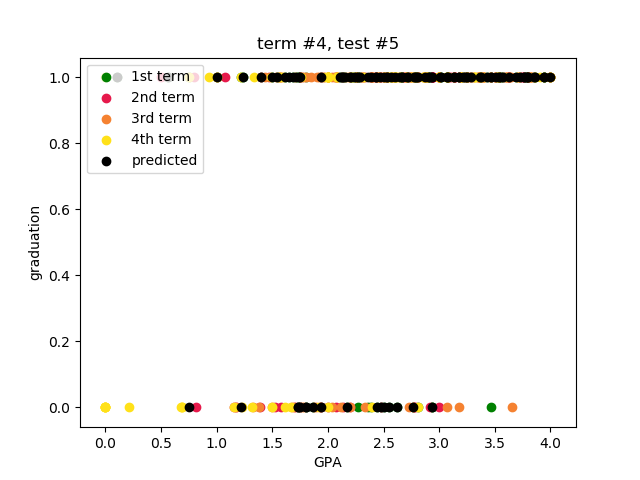 term #4, test #5
1st term
2nd term
3rd term
4th term
predicted
graduation
1.0
0.8
0.6
0.4
0.2
0.0
0.0 0.5 1.0 1.5 2.0 2.5 3.0 3.5 4.0
GPA